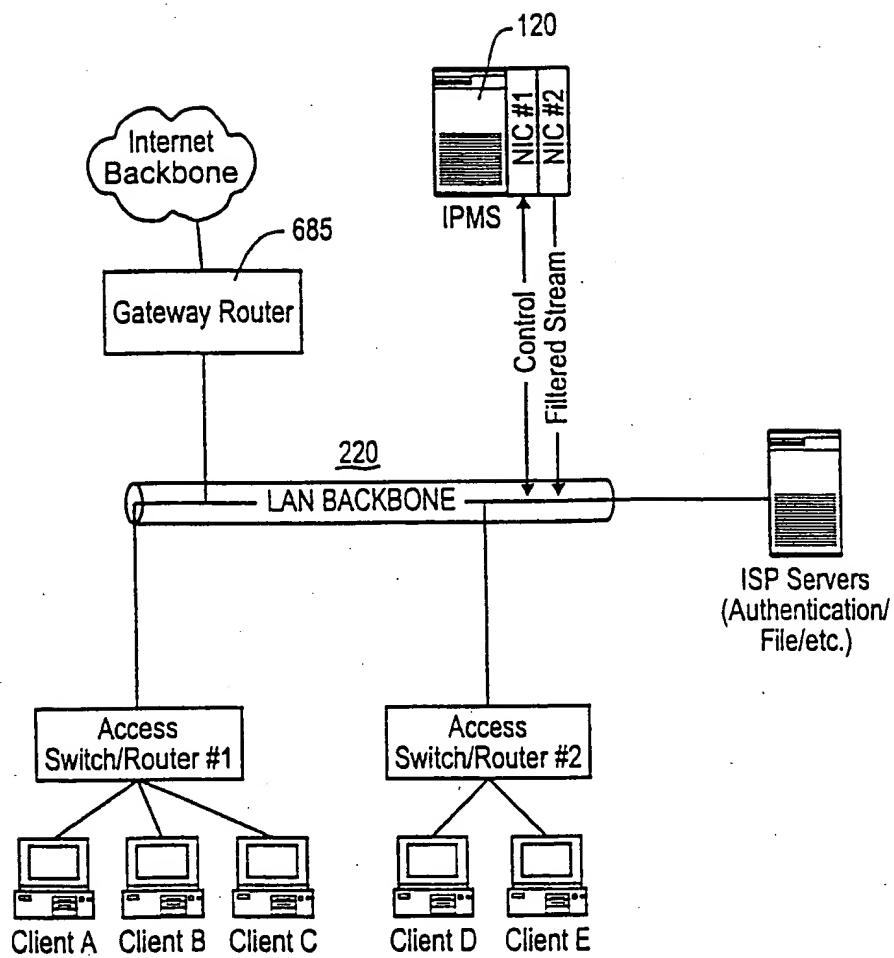 120
NIC #1
NIC #2
IPMS
Internet
Backbone
685
Gateway Router
Control
Filtered Stream
220
LAN BACKBONE
ISP Servers
(Authentication/
File/etc.)
Access
Switch/Router #1
Access
Switch/Router #2
Client A
Client B
Client C
Client D
Client E